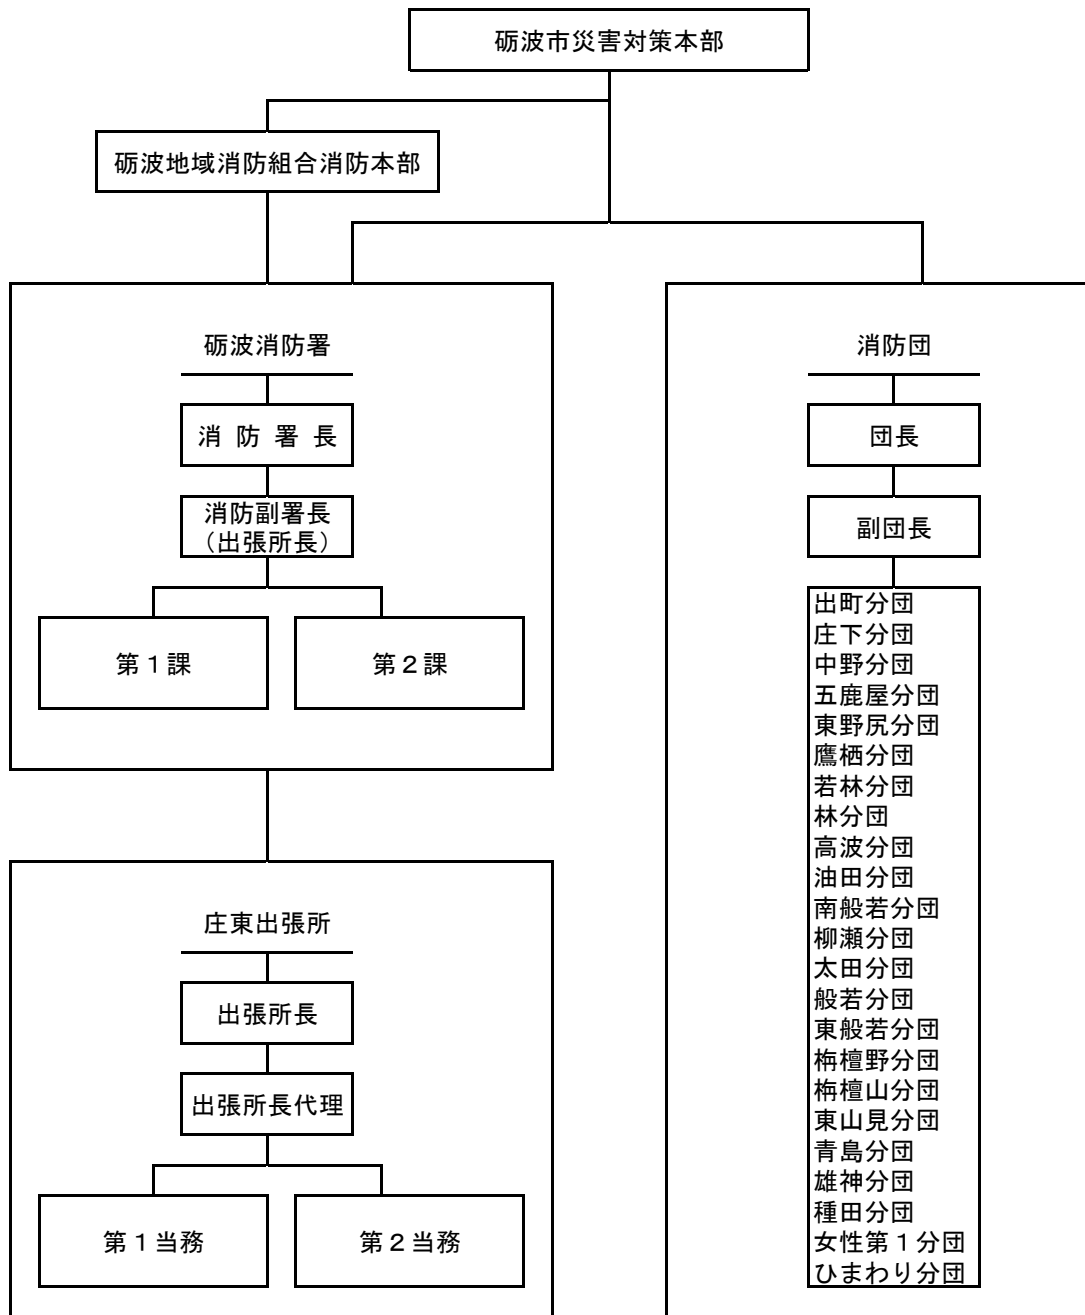 砺波市災害対策本部
砺波地域消防組合消防本部
砺波消防署
消 防 署 長
消防副署長
（出張所長）
第１課
第２課
庄東出張所
出張所長
出張所長代理
第１当務
第２当務
消防団
団長
副団長
出町分団
庄下分団
中野分団
五鹿屋分団
東野尻分団
鷹栖分団
若林分団
林分団
高波分団
油田分団
南般若分団
柳瀬分団
太田分団
般若分団
東般若分団
栴檀野分団
栴檀山分団
東山見分団
青島分団
雄神分団
種田分団
女性第１分団
ひまわり分団